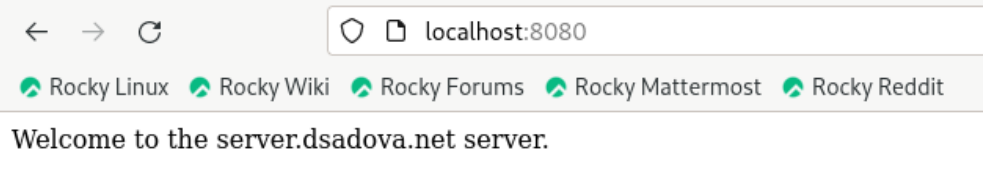 localhost:8080
Rocky Linux Rocky Wiki Rocky Forums Rocky Mattermost Rocky Reddit
Welcome to the server.dsadova.net server.